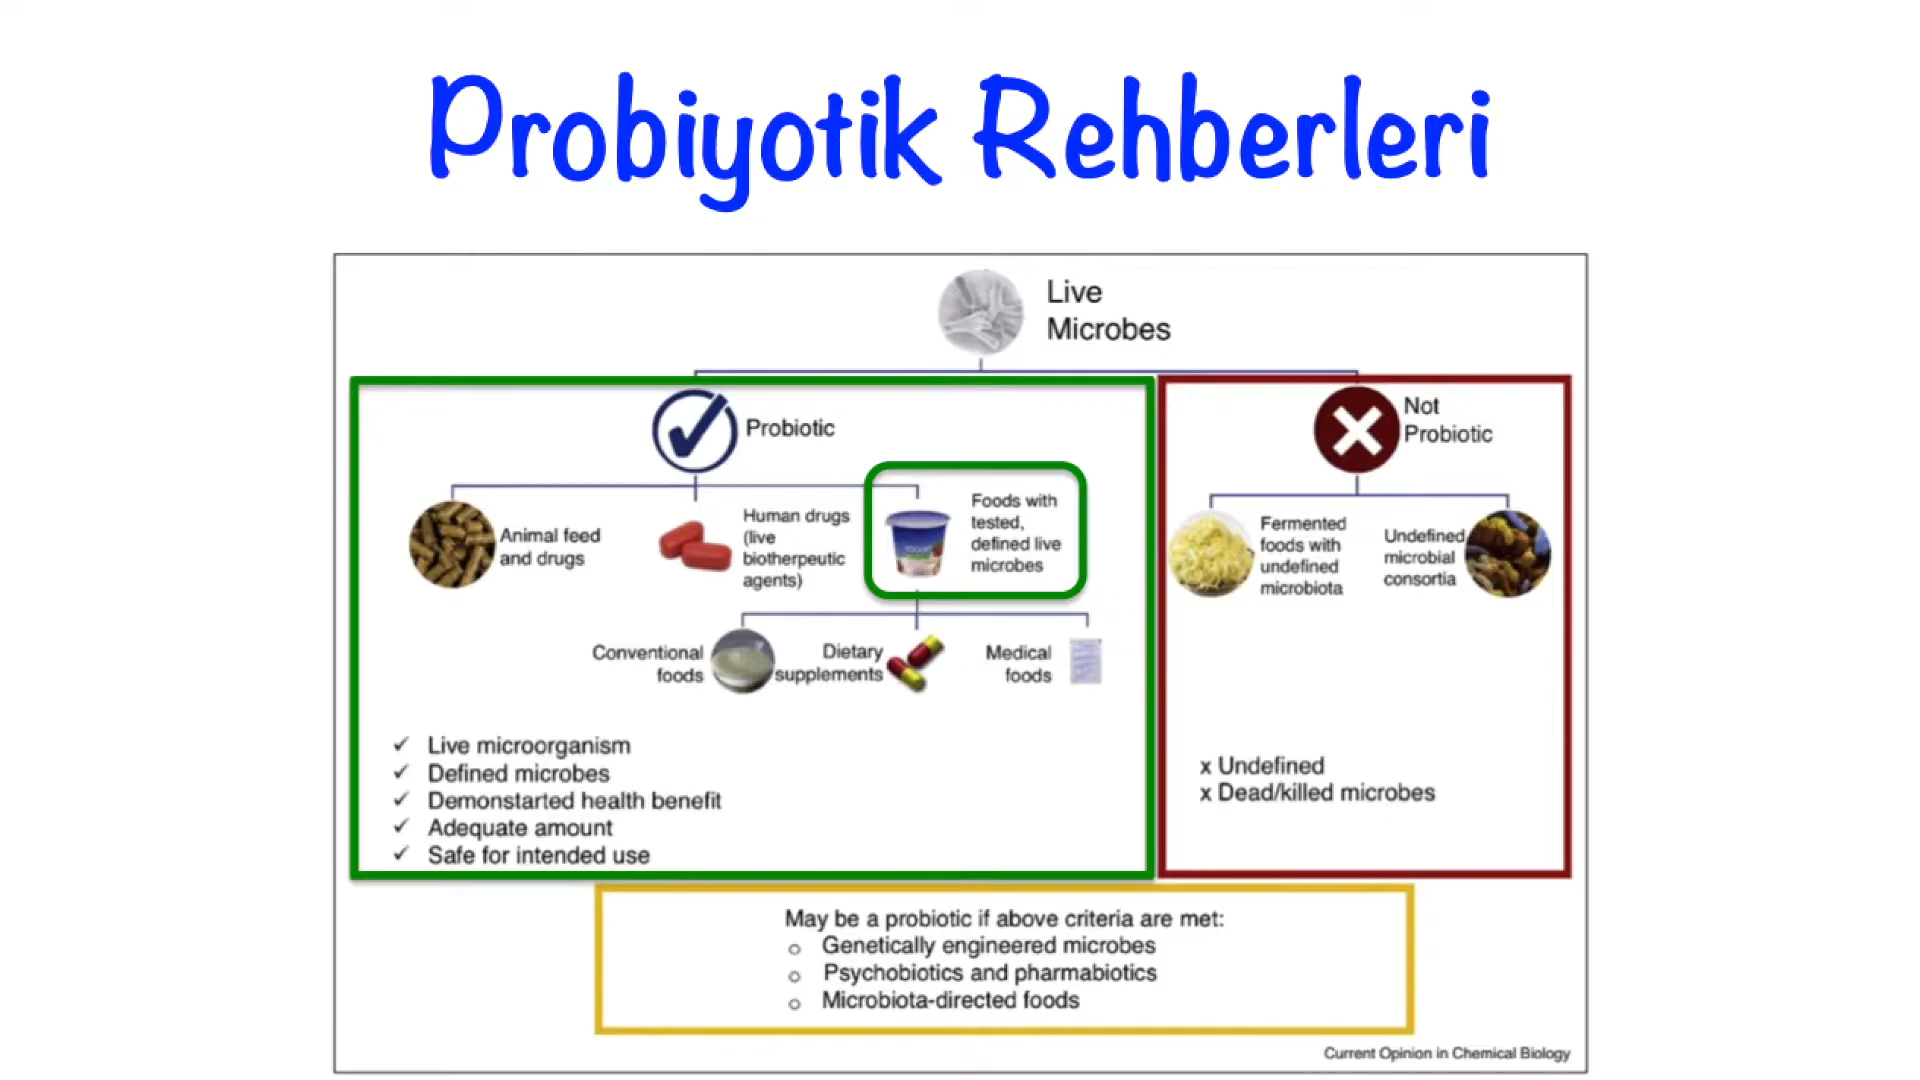 Probiyotik Rehberleri
Live
Microbes
Probiotic
Not
Probiotic
Animal feed
and drugs
Human drugs
(live
biotherpeutic
agents)
Foods with
tested,
defined live
microbes
Fermented
foods with
undefined
microbiota
Undefined
microbial
consortia
Conventional
foods
Dietary
supplements
Medical
foods
✓ Live microorganism
✓ Defined microbes
✓ Demonstarted health benefit
✓ Adequate amount
✓ Safe for intended use
x Undefined
x Dead/killed microbes
May be a probiotic if above criteria are met:
o Genetically engineered microbes
o Psychobiotics and pharmabiotics
o Microbiota-directed foods
Current Opinion in Chemical Biology